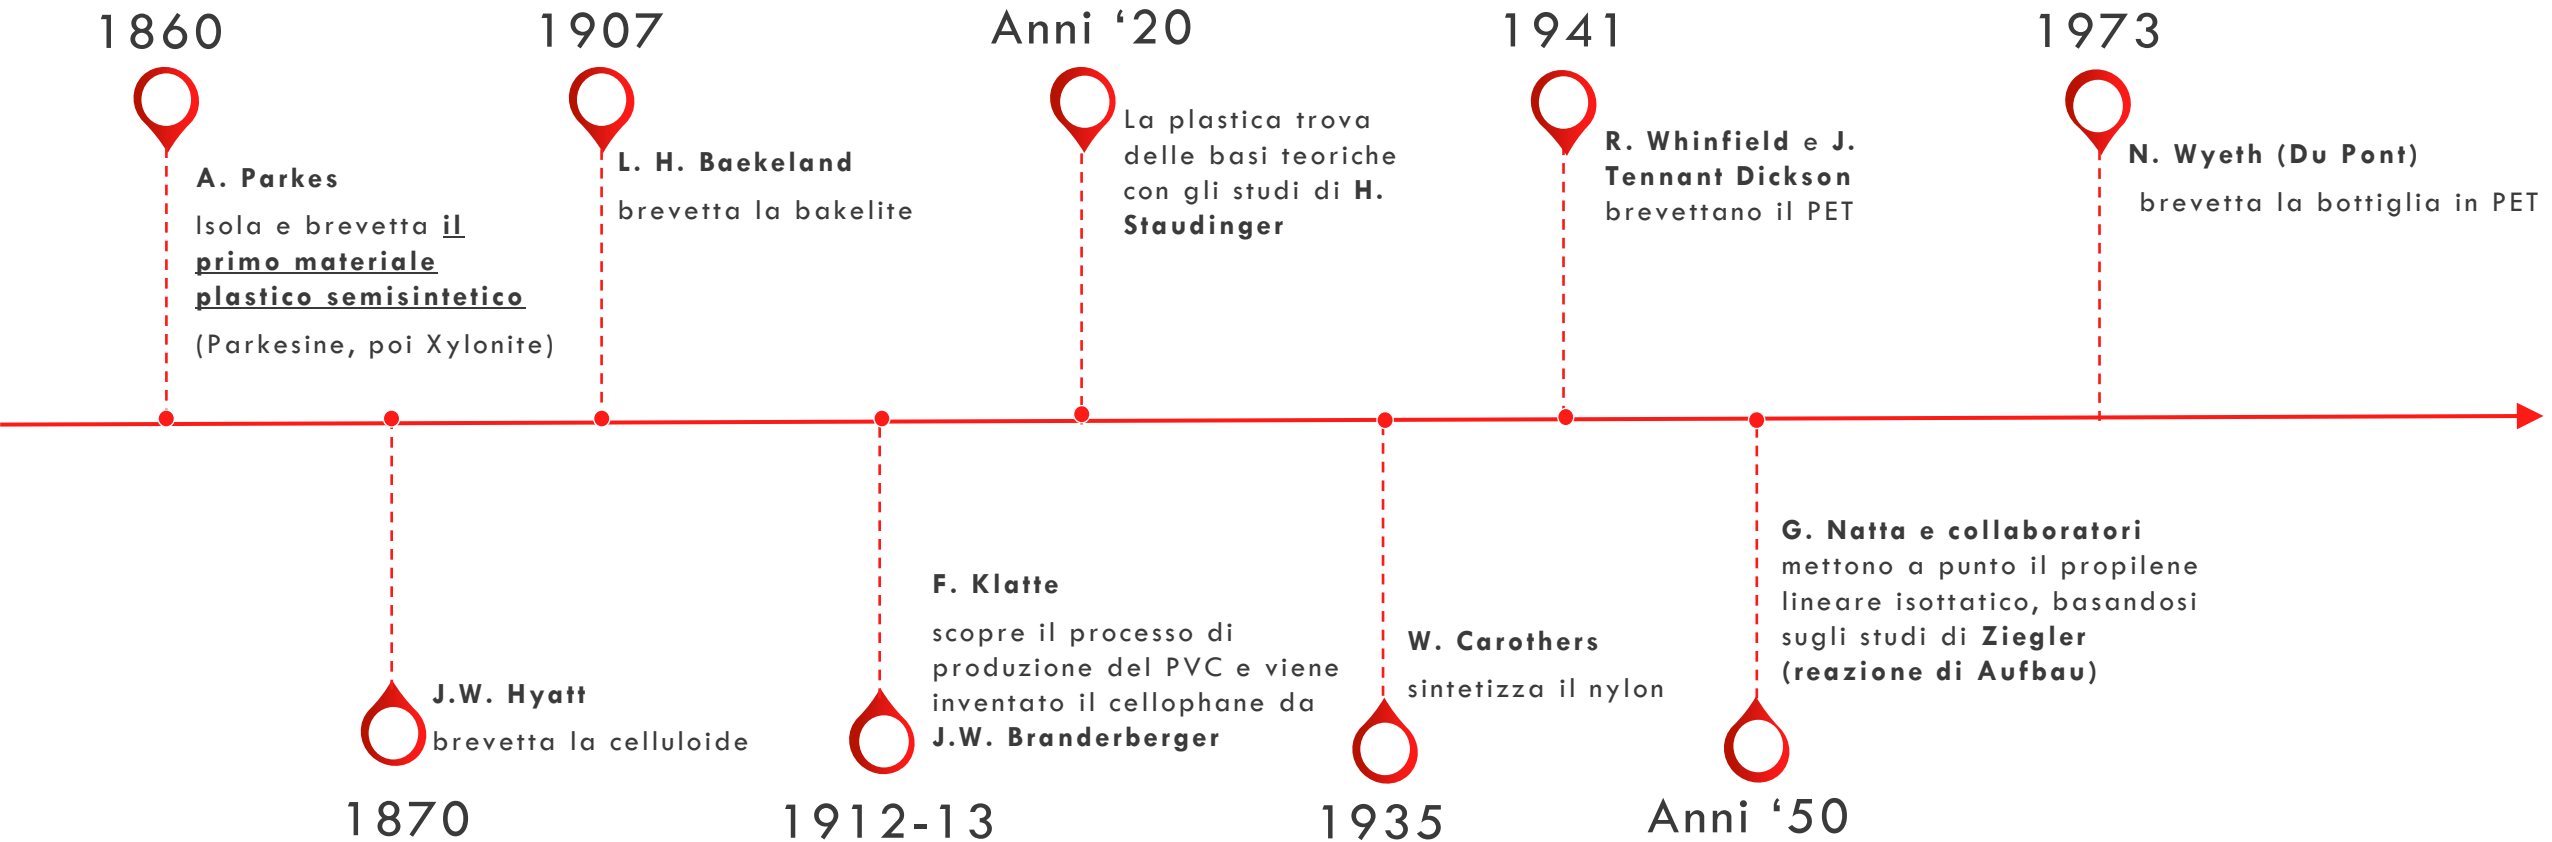 1860
A. Parkes
Isola e brevetta il
primo materiale
plastico semisintetico
(Parkesine, poi Xylonite)
1907
L. H. Baekeland
brevetta la bakelite
Anni ‘20
La plastica trova
delle basi teoriche
con gli studi di H.
Staudinger
1941
R. Whinfield e J.
Tennant Dickson
brevettano il PET
1973
N. Wyeth (Du Pont)
brevetta la bottiglia in PET
J.W. Hyatt
brevetta la celluloide
1870
F. Klatte
scopre il processo di
produzione del PVC e viene
inventato il cellophane da
J.W. Branderberger
1912-13
W. Carothers
sintetizza il nylon
1935
G. Natta e collaboratori
mettono a punto il propilene
lineare isottatico, basandosi
sugli studi di Ziegler
(reazione di Aufbau)
Anni ‘50